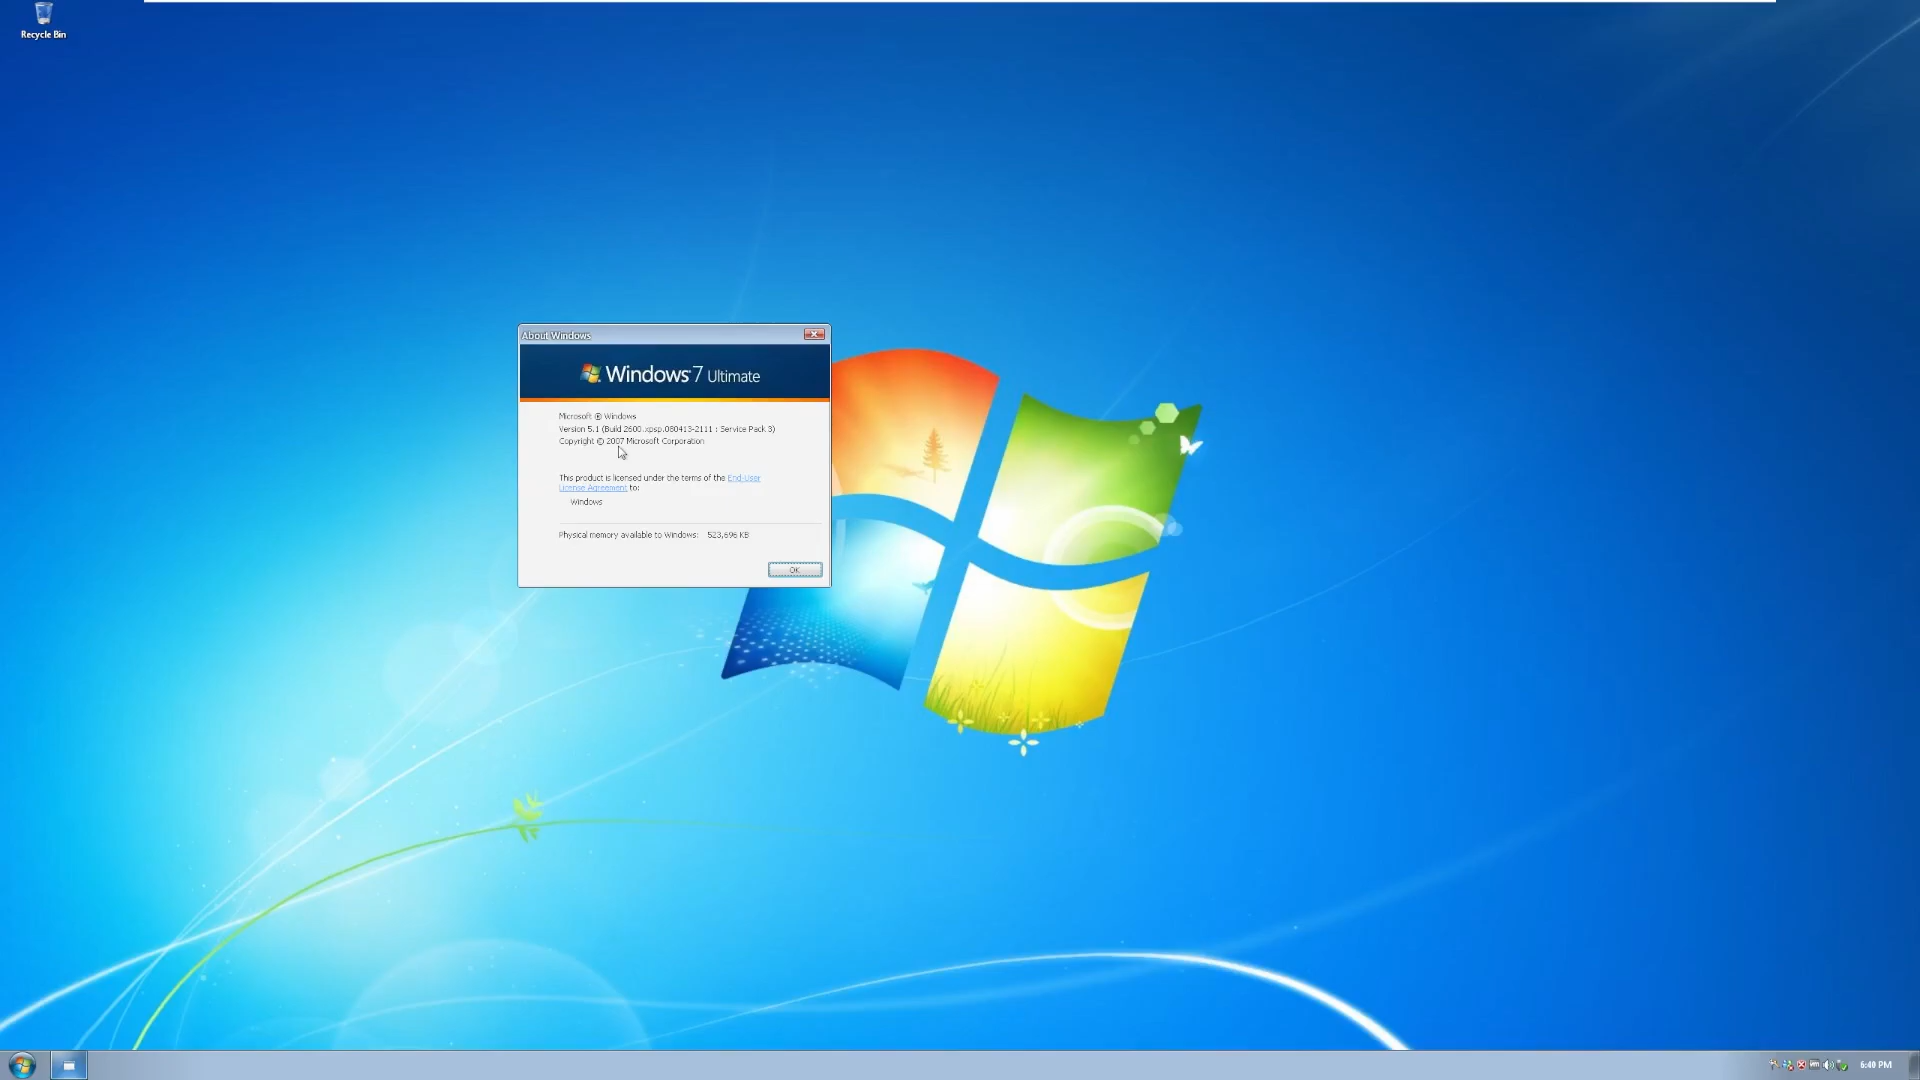 Recycle Bin
About Windows
Windows 7 Ultimate
Microsoft ® Windows
Version 5.1 (Build 2600.xpsp.080413-2111 : Service Pack 3)
Copyright © 2007 Microsoft Corporation
This product is licensed under the terms of the End-User
License Agreement to:
Windows
Physical memory available to Windows: 523,696 KB
OK
6:40 PM